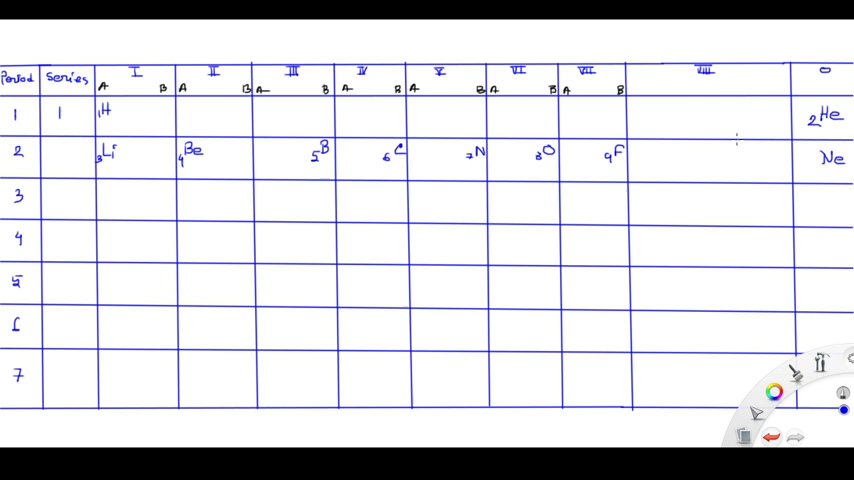 Period Series I II III IV V VI VII VIII 0
A B A B A B A B A B A B A B
1 1 1H 2He
2 3Li 4Be 5B 6C 7N 8O 9F Ne
3
4
5
6
7